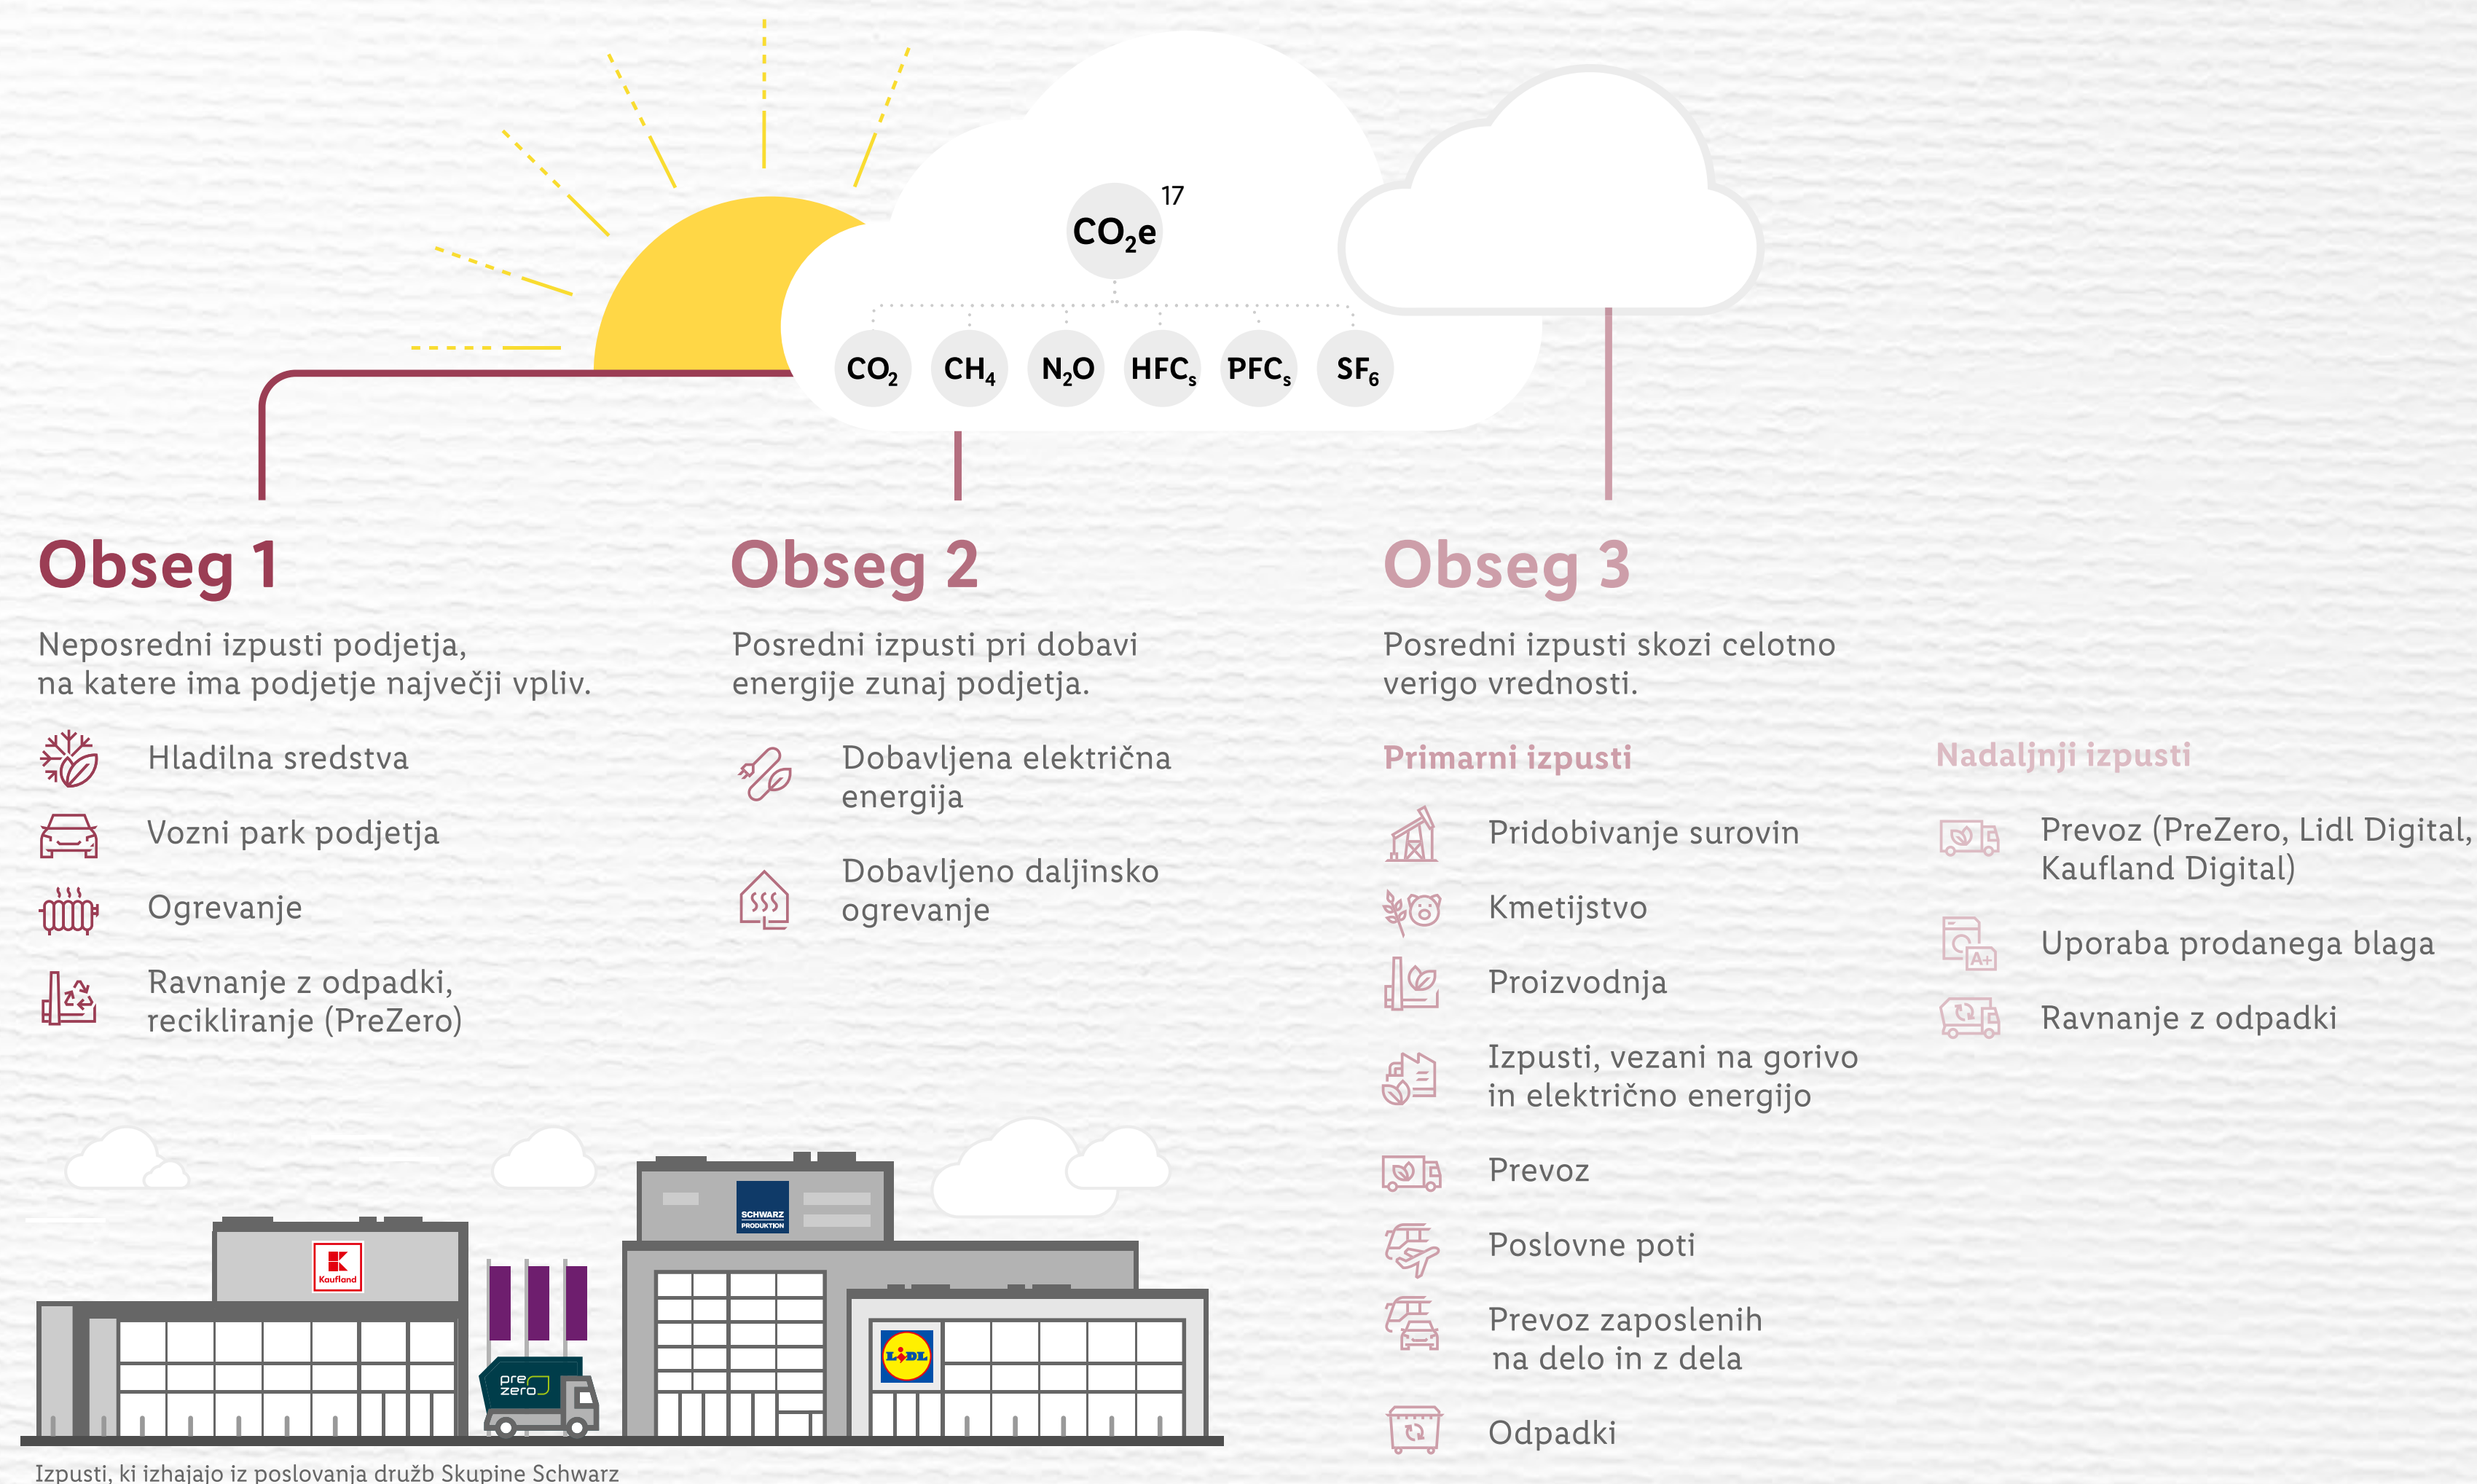 17
CO₂e
CO₂ CH₄ N₂O HFCₛ PFCₛ SF₆
Obseg 1
Neposredni izpusti podjetja,
na katere ima podjetje največji vpliv.
Hladilna sredstva
Vozni park podjetja
Ogrevanje
Ravnanje z odpadki,
recikliranje (PreZero)
Obseg 2
Posredni izpusti pri dobavi
energije zunaj podjetja.
Dobavljena električna
energija
Dobavljeno daljinsko
ogrevanje
Obseg 3
Posredni izpusti skozi celotno
verigo vrednosti.
Primarni izpusti
Pridobivanje surovin
Kmetijstvo
Proizvodnja
Izpusti, vezani na gorivo
in električno energijo
Prevoz
Poslovne poti
Prevoz zaposlenih
na delo in z dela
Odpadki
Nadaljnji izpusti
Prevoz (PreZero, Lidl Digital,
Kaufland Digital)
A+
Uporaba prodanega blaga
Ravnanje z odpadki
K
Kaufland
pre
zero
SCHWARZ
PRODUKTION
LIDL
Izpusti, ki izhajajo iz poslovanja družb Skupine Schwarz